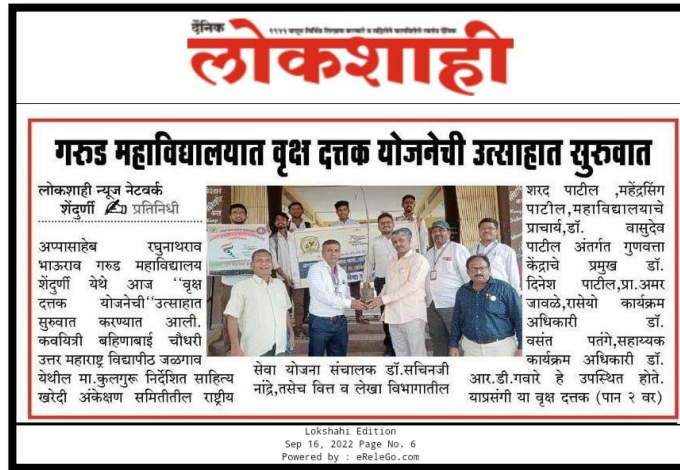 दैनिक
लोकशाही
गरुड महाविद्यालयात वृक्ष दत्तक योजनेची उत्साहात सुरुवात
लोकशाही न्यूज नेटवर्क
शेंदुर्णी प्रतिनिधी
अप्पासाहेब रघुनाथराव
भाऊराव गरुड महाविद्यालय
शेंदुर्णी येथे आज ''वृक्ष
दत्तक योजनेची''उत्साहात
सुरुवात करण्यात आली.
कवयित्री बहिणाबाई चौधरी
उत्तर महाराष्ट्र विद्यापीठ जळगाव
येथील मा.कुलगुरू निर्देशित साहित्य
खरेदी अंकेक्षण समितीतील राष्ट्रीय
सेवा योजना संचालक डॉ.सचिनजी
नांद्रे,तसेच वित्त व लेखा विभागातील
शरद पाटील ,महेंद्रसिंग
पाटील,महाविद्यालयाचे
प्राचार्य,डॉ. वासुदेव
पाटील अंतर्गत गुणवत्ता
केंद्राचे प्रमुख डॉ.
दिनेश पाटील,प्रा.अमर
जावळे,रासेयो कार्यक्रम
अधिकारी डॉ.
वसंत पतंगे,सहाय्यक
कार्यक्रम अधिकारी डॉ.
आर.डी.गवारे हे उपस्थित होते.
याप्रसंगी या वृक्ष दत्तक (पान २ वर)
Lokshahi Edition
Sep 16, 2022 Page No. 6
Powered by : eReleGo.com